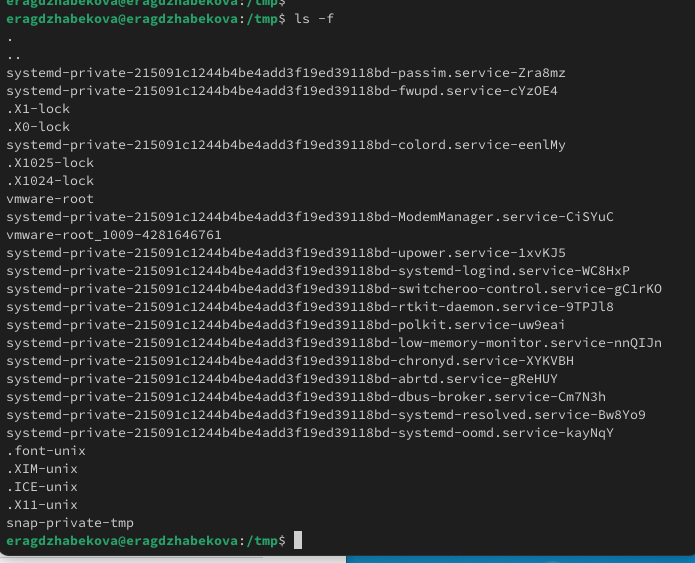 eragdzhabekova@eragdzhabekova:/tmp$
eragdzhabekova@eragdzhabekova:/tmp$ ls -f
.
..
systemd-private-215091c1244b4be4add3f19ed39118bd-passim.service-Zra8mz
systemd-private-215091c1244b4be4add3f19ed39118bd-fwupd.service-cYzOE4
.X1-lock
.X0-lock
systemd-private-215091c1244b4be4add3f19ed39118bd-colord.service-eenlMy
.X1025-lock
.X1024-lock
vmware-root
systemd-private-215091c1244b4be4add3f19ed39118bd-ModemManager.service-CiSYuC
vmware-root_1009-4281646761
systemd-private-215091c1244b4be4add3f19ed39118bd-upower.service-1xvKJ5
systemd-private-215091c1244b4be4add3f19ed39118bd-systemd-logind.service-WC8HxP
systemd-private-215091c1244b4be4add3f19ed39118bd-switcheroo-control.service-gC1rKO
systemd-private-215091c1244b4be4add3f19ed39118bd-rtkit-daemon.service-9TPJl8
systemd-private-215091c1244b4be4add3f19ed39118bd-polkit.service-uw9eai
systemd-private-215091c1244b4be4add3f19ed39118bd-low-memory-monitor.service-nnQIJn
systemd-private-215091c1244b4be4add3f19ed39118bd-chronyd.service-XYKVBH
systemd-private-215091c1244b4be4add3f19ed39118bd-abrtd.service-gReHUY
systemd-private-215091c1244b4be4add3f19ed39118bd-dbus-broker.service-Cm7N3h
systemd-private-215091c1244b4be4add3f19ed39118bd-systemd-resolved.service-Bw8Yo9
systemd-private-215091c1244b4be4add3f19ed39118bd-systemd-oomd.service-kayNqY
.font-unix
.XIM-unix
.ICE-unix
.X11-unix
snap-private-tmp
eragdzhabekova@eragdzhabekova:/tmp$